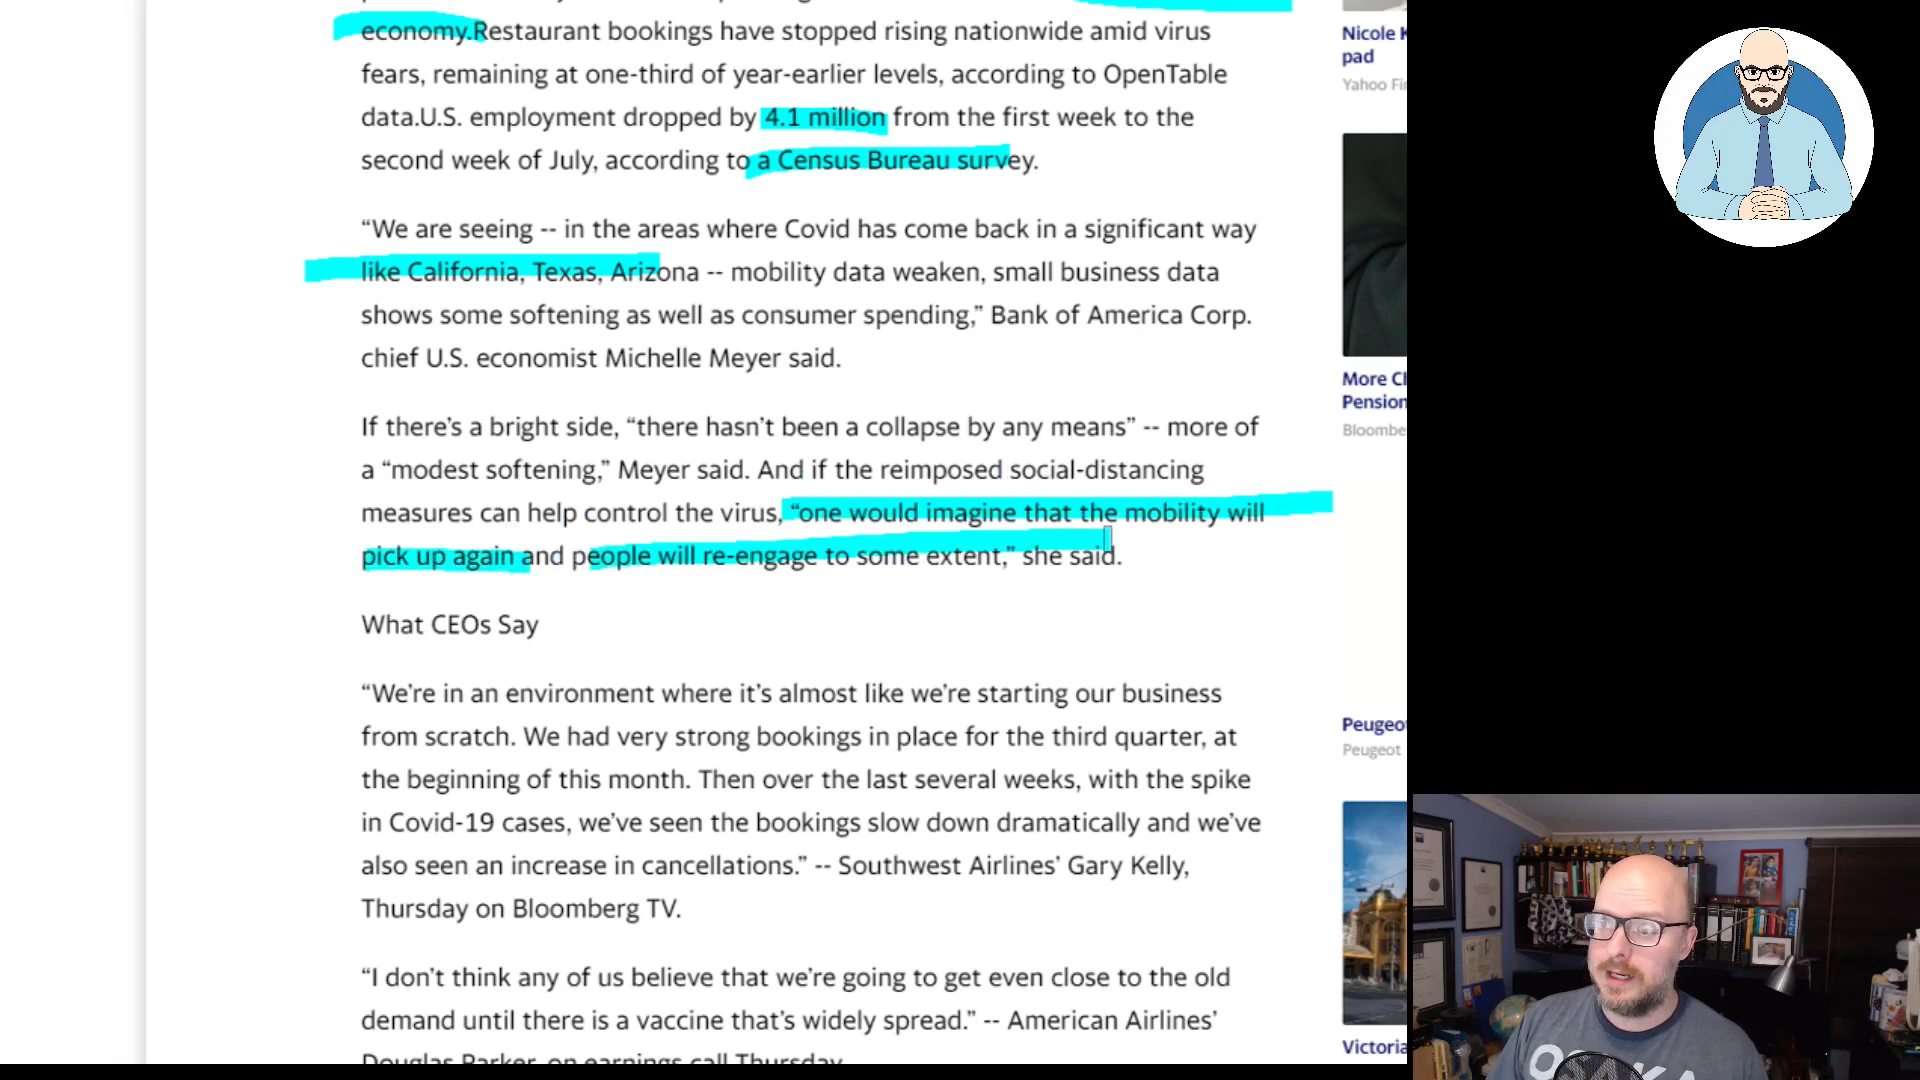 economy.Restaurant bookings have stopped rising nationwide amid virus
fears, remaining at one-third of year-earlier levels, according to OpenTable
data.U.S. employment dropped by 4.1 million from the first week to the
second week of July, according to a Census Bureau survey.
“We are seeing -- in the areas where Covid has come back in a significant way
like California, Texas, Arizona -- mobility data weaken, small business data
shows some softening as well as consumer spending,” Bank of America Corp.
chief U.S. economist Michelle Meyer said.
If there’s a bright side, “there hasn’t been a collapse by any means” -- more of
a “modest softening,” Meyer said. And if the reimposed social-distancing
measures can help control the virus, “one would imagine that the mobility will
pick up again and people will re-engage to some extent,” she said.
What CEOs Say
“We’re in an environment where it’s almost like we’re starting our business
from scratch. We had very strong bookings in place for the third quarter, at
the beginning of this month. Then over the last several weeks, with the spike
in Covid-19 cases, we’ve seen the bookings slow down dramatically and we’ve
also seen an increase in cancellations.” -- Southwest Airlines’ Gary Kelly,
Thursday on Bloomberg TV.
“I don’t think any of us believe that we’re going to get even close to the old
demand until there is a vaccine that’s widely spread.” -- American Airlines’
Douglas Parker, on earnings call Thursday
Nicole K
pad
Yahoo Fi
More Ch
Pension
Bloombe
Peugeot
Peugeot
Victoria